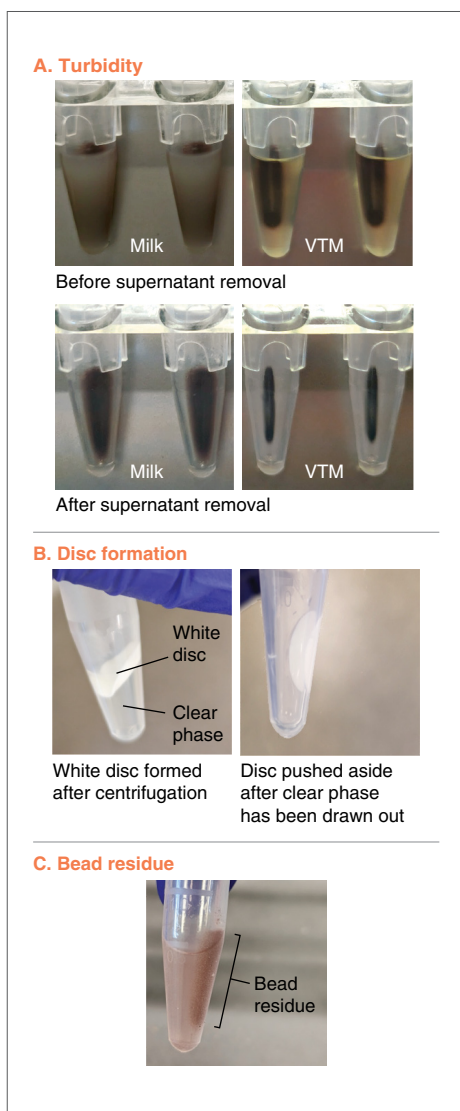 A. Turbidity
Milk
VTM
Before supernatant removal
Milk
VTM
After supernatant removal
B. Disc formation
White
disc
Clear
phase
White disc formed
after centrifugation
Disc pushed aside
after clear phase
has been drawn out
C. Bead residue
Bead
residue